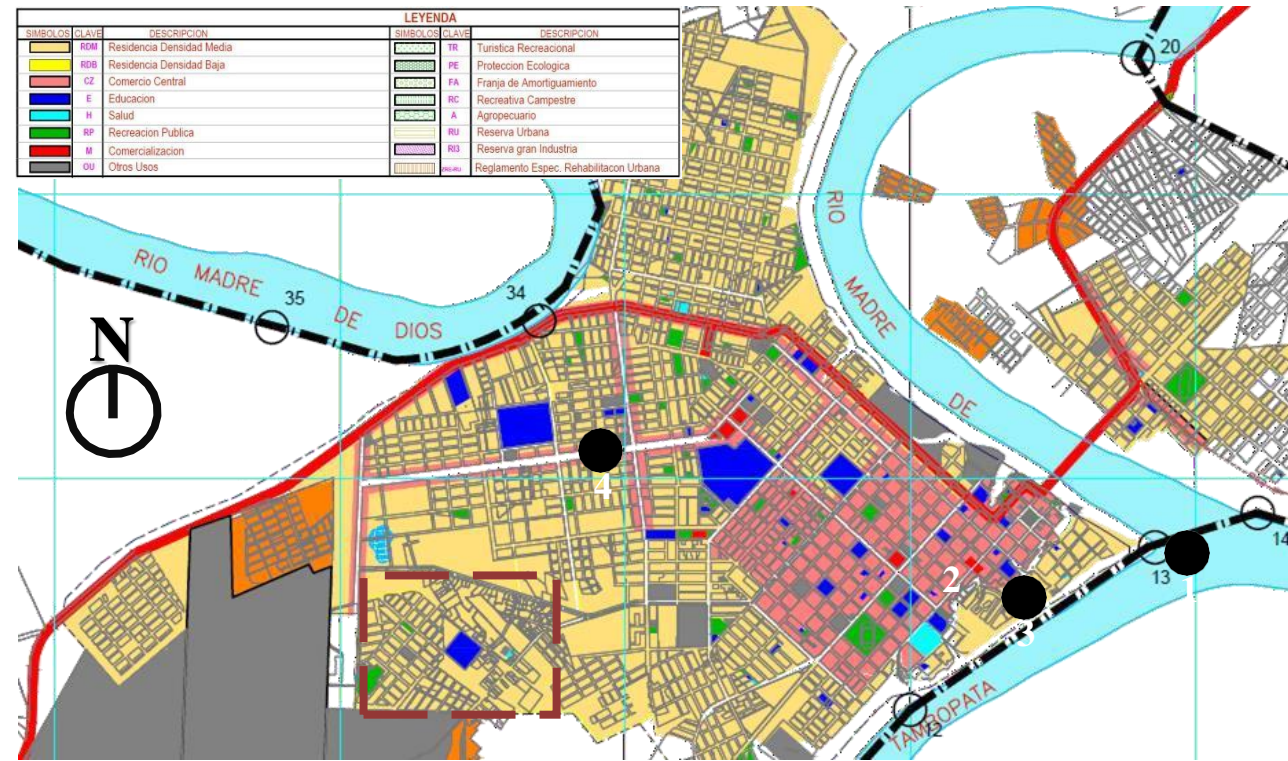 LEYENDA
SIMBOLOS CLAVE DESCRIPCION SIMBOLOS CLAVE DESCRIPCION
RDM Residencia Densidad Media TR Turistica Recreacional
RDB Residencia Densidad Baja PE Proteccion Ecologica
CZ Comercio Central FA Franja de Amortiguamiento
E Educacion RC Recreativa Campestre
H Salud A Agropecuario
RP Recreacion Publica RU Reserva Urbana
M Comercializacion RI3 Reserva gran Industria
OU Otros Usos ZRE-RU Reglamento Espec. Rehabilitacon Urbana
20
RIO MADRE DE
RIO MADRE DE DIOS
35
34
N
4
2
3
1
13
14
12
TAMBOPATA